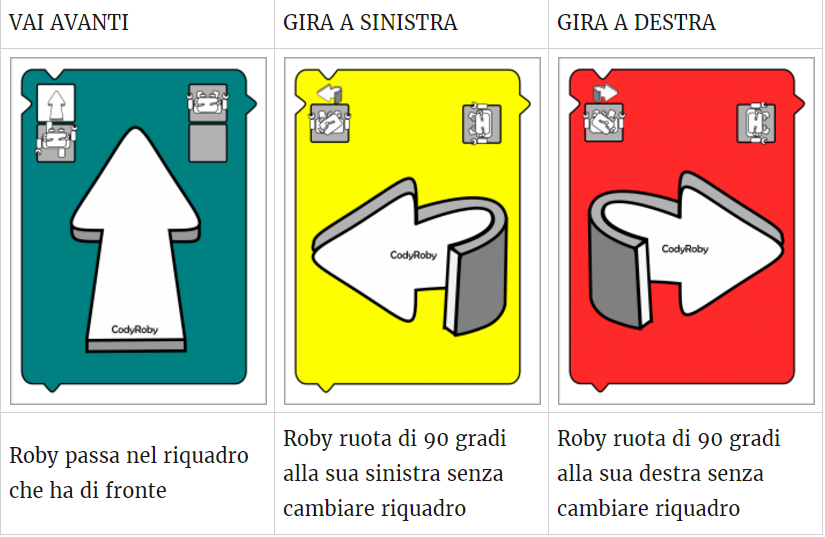 VAI AVANTI
GIRA A SINISTRA
GIRA A DESTRA
CodyRoby
CodyRoby
CodyRoby
Roby passa nel riquadro
che ha di fronte
Roby ruota di 90 gradi
alla sua sinistra senza
cambiare riquadro
Roby ruota di 90 gradi
alla sua destra senza
cambiare riquadro